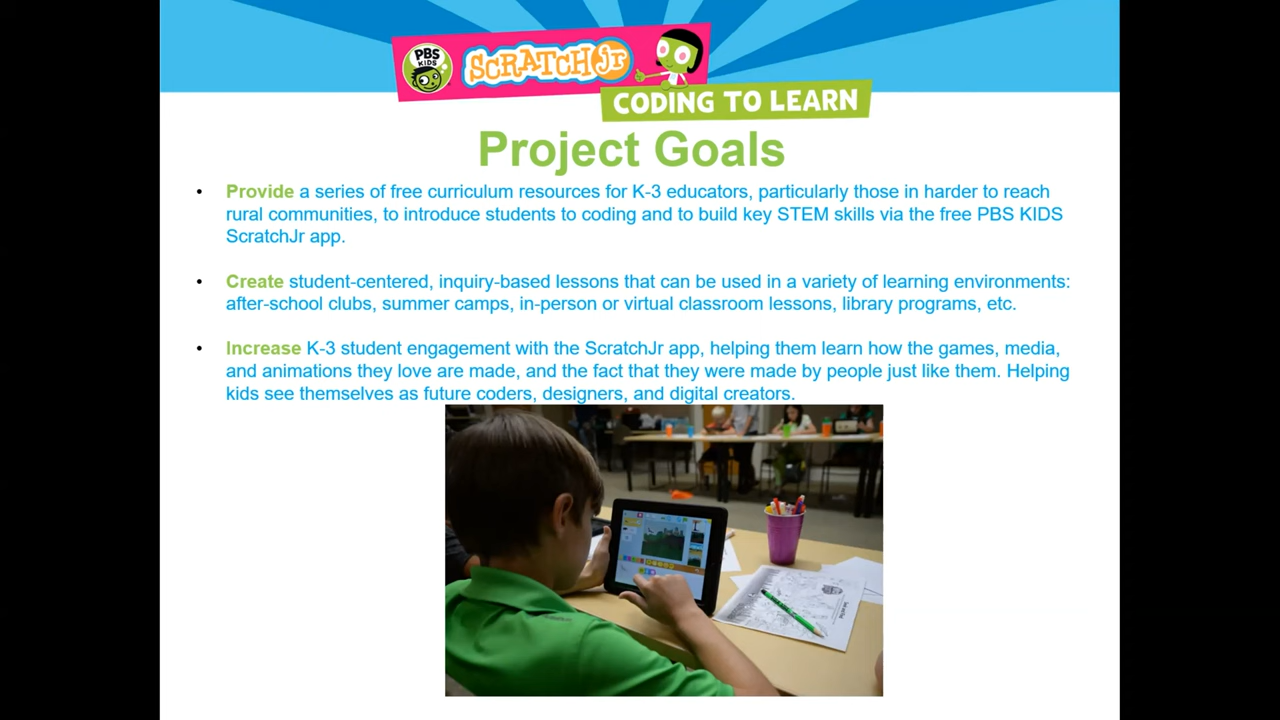 PBS
KIDS
SCRATCH Jr
CODING TO LEARN
Project Goals
• Provide a series of free curriculum resources for K-3 educators, particularly those in harder to reach
rural communities, to introduce students to coding and to build key STEM skills via the free PBS KIDS
ScratchJr app.
• Create student-centered, inquiry-based lessons that can be used in a variety of learning environments:
after-school clubs, summer camps, in-person or virtual classroom lessons, library programs, etc.
• Increase K-3 student engagement with the ScratchJr app, helping them learn how the games, media,
and animations they love are made, and the fact that they were made by people just like them. Helping
kids see themselves as future coders, designers, and digital creators.